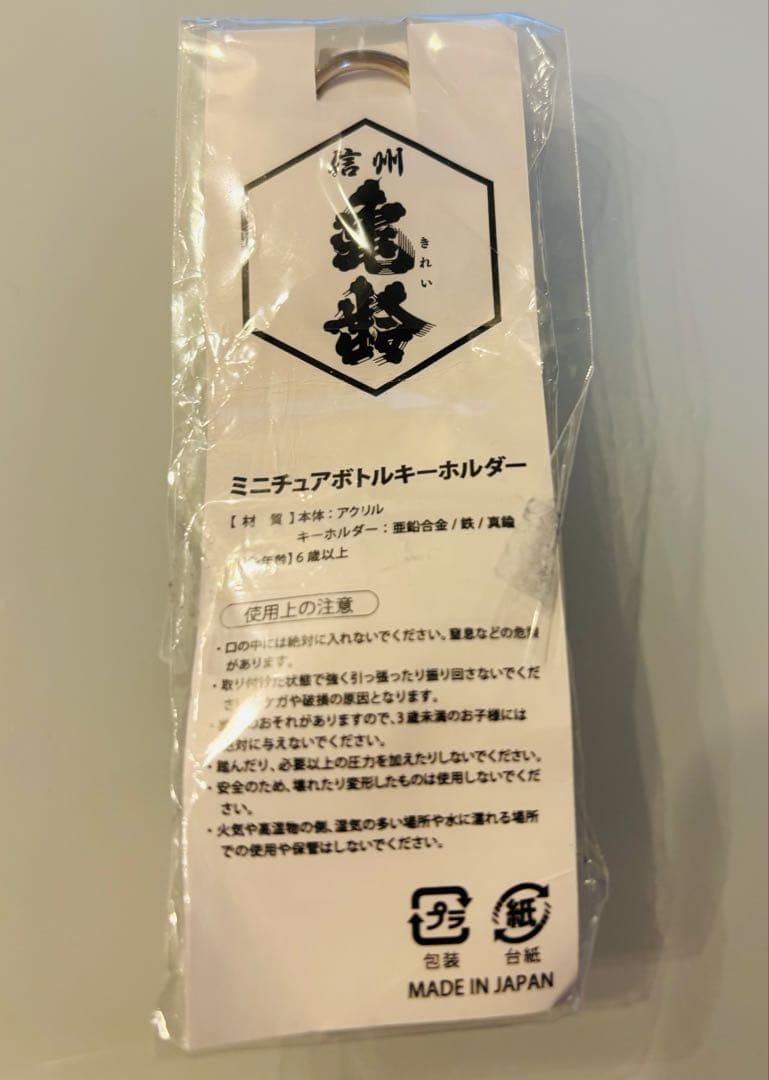 信州
亀齢
きれい
ミニチュアボトルキーホルダー
【材 質】本体：アクリル
キーホルダー：亜鉛合金/鉄/真鍮
年齢】6歳以上
使用上の注意
・口の中には絶対に入れないでください。窒息などの危険
があります。
・取り付けた状態で強く引っ張ったり振り回さないでくだ
さい。ケガや破損の原因となります。
のおそれがありますので、3歳未満のお子様には
絶対に与えないでください。
・踏んだり、必要以上の圧力を加えたりしないでください。
・安全のため、壊れたり変形したものは使用しないでくだ
さい。
・火気や高温物の側、湿気の多い場所や水に濡れる場所
での使用や保管はしないでください。
プラ 紙
包装 台紙
MADE IN JAPAN